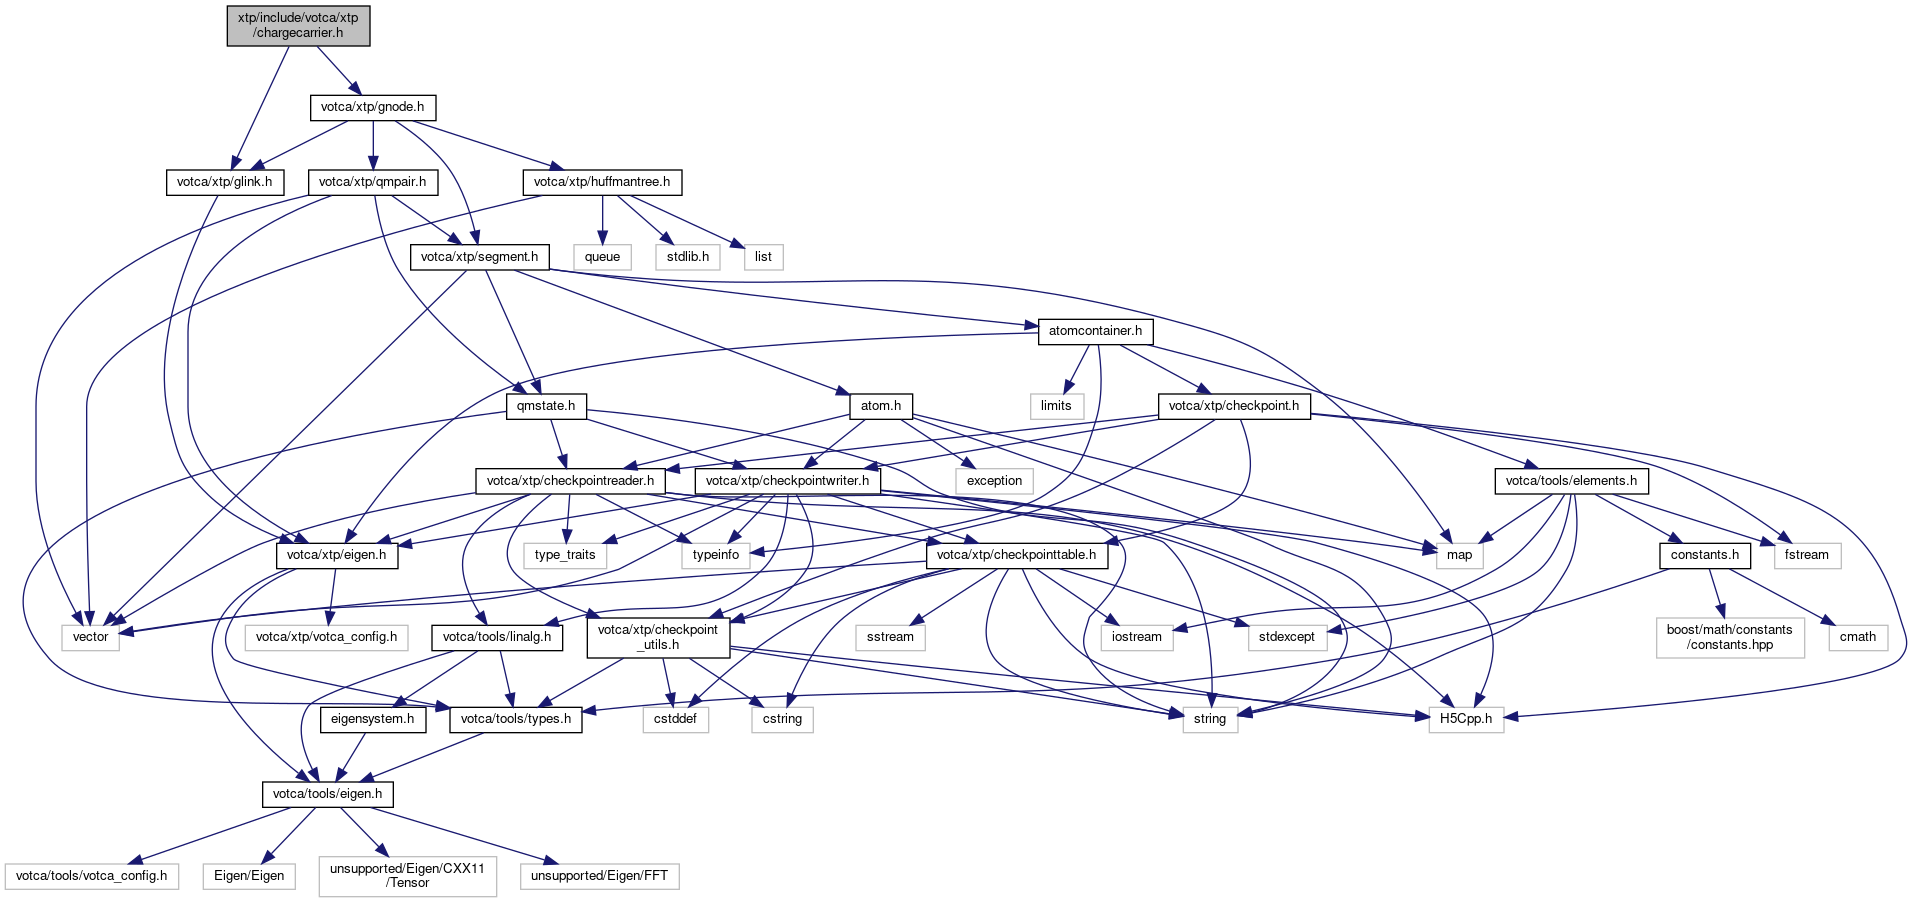 xtp/include/votca/xtp
/chargecarrier.h
votca/xtp/gnode.h
votca/xtp/glink.h
votca/xtp/qmpair.h
votca/xtp/huffmantree.h
votca/xtp/segment.h
queue
stdlib.h
list
atomcontainer.h
qmstate.h
atom.h
limits
votca/xtp/checkpoint.h
votca/xtp/checkpointreader.h
votca/xtp/checkpointwriter.h
exception
votca/tools/elements.h
votca/xtp/eigen.h
type_traits
typeinfo
votca/xtp/checkpointtable.h
map
constants.h
fstream
vector
votca/xtp/votca_config.h
votca/tools/linalg.h
votca/xtp/checkpoint
_utils.h
sstream
iostream
stdexcept
boost/math/constants
/constants.hpp
cmath
eigensystem.h
votca/tools/types.h
cstddef
cstring
string
H5Cpp.h
votca/tools/eigen.h
votca/tools/votca_config.h
Eigen/Eigen
unsupported/Eigen/CXX11
/Tensor
unsupported/Eigen/FFT